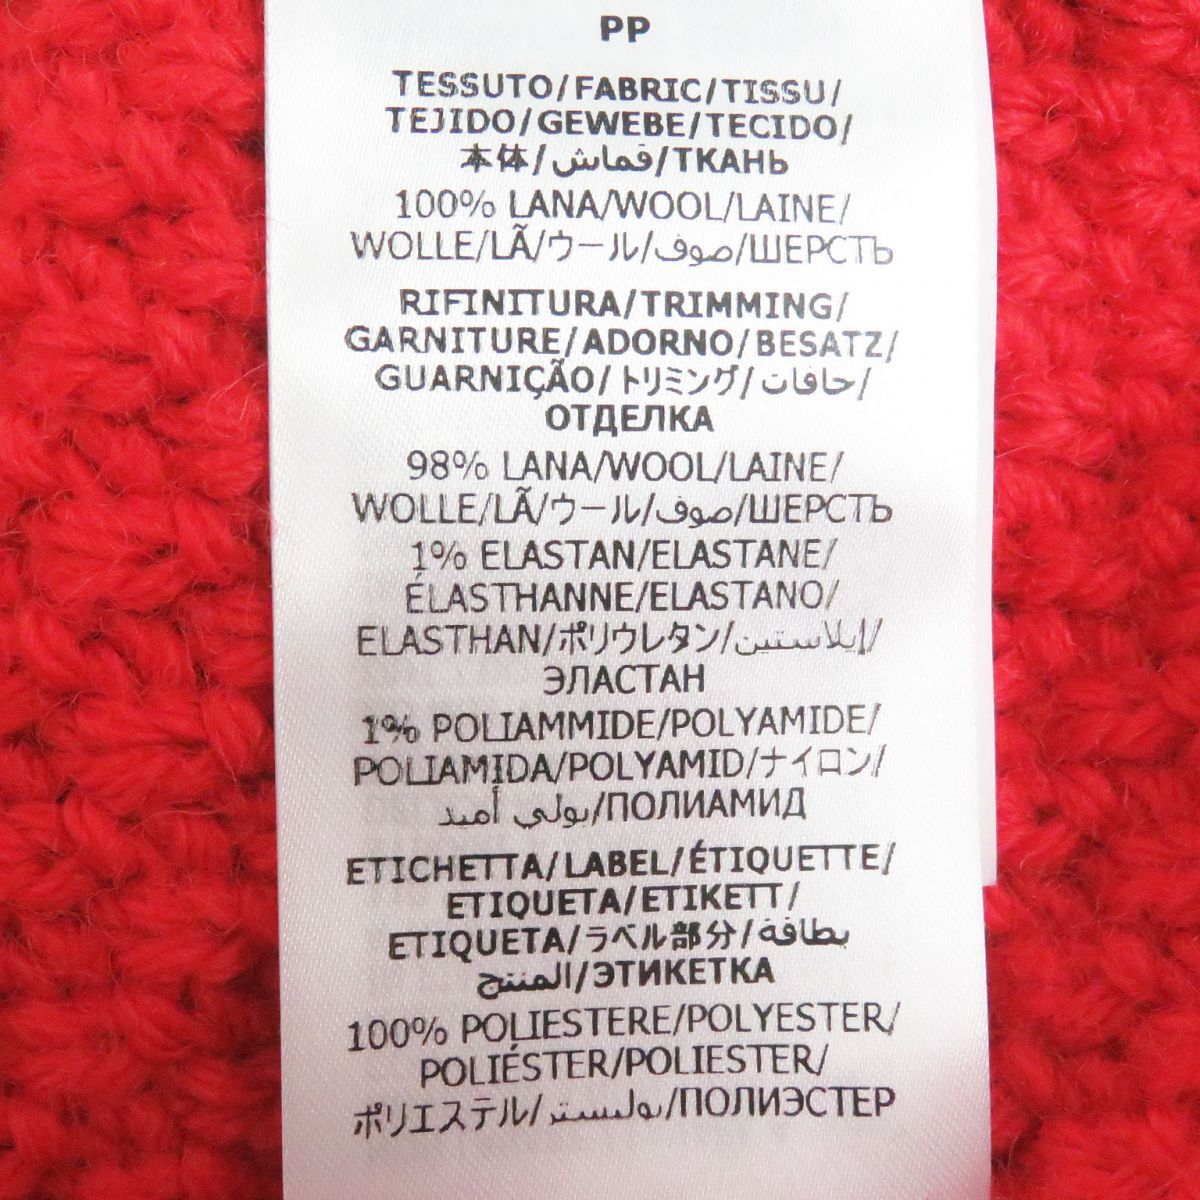 PP
TESSUTO/FABRIC/TISSU/
TEJIDO/GEWEBE/TECIDO/
本体/قماش/ТКАНЬ
100% LANA/WOOL/LAINE/
WOLLE/LÃ/ウール/صوف/ШЕРСТЬ
RIFINITURA/TRIMMING/
GARNITURE/ADORNO/BESATZ/
GUARNIÇÃO/トリミング/حافات/
ОТДЕЛКА
98% LANA/WOOL/LAINE/
WOLLE/LÃ/ウール/صوف/ШЕРСТЬ
1% ELASTAN/ELASTANE/
ÉLASTHANNE/ELASTANO/
ELASTHAN/ポリウレタン/إيلاستين/
ЭЛАСТАН
1% POLIAMMIDE/POLYAMIDE/
POLIAMIDA/POLYAMID/ナイロン/
بولي أميد/ПОЛИАМИД
ETICHETTA/LABEL/ÉTIQUETTE/
ETIQUETA/ETIKETT/
ETIQUETA/ラベル部分/بطاقة
المنتج/ЭТИКЕТКА
100% POLIESTERE/POLYESTER/
POLIÉSTER/POLIESTER/
ポリエステル/بوليستر/ПОЛИЭСТЕР